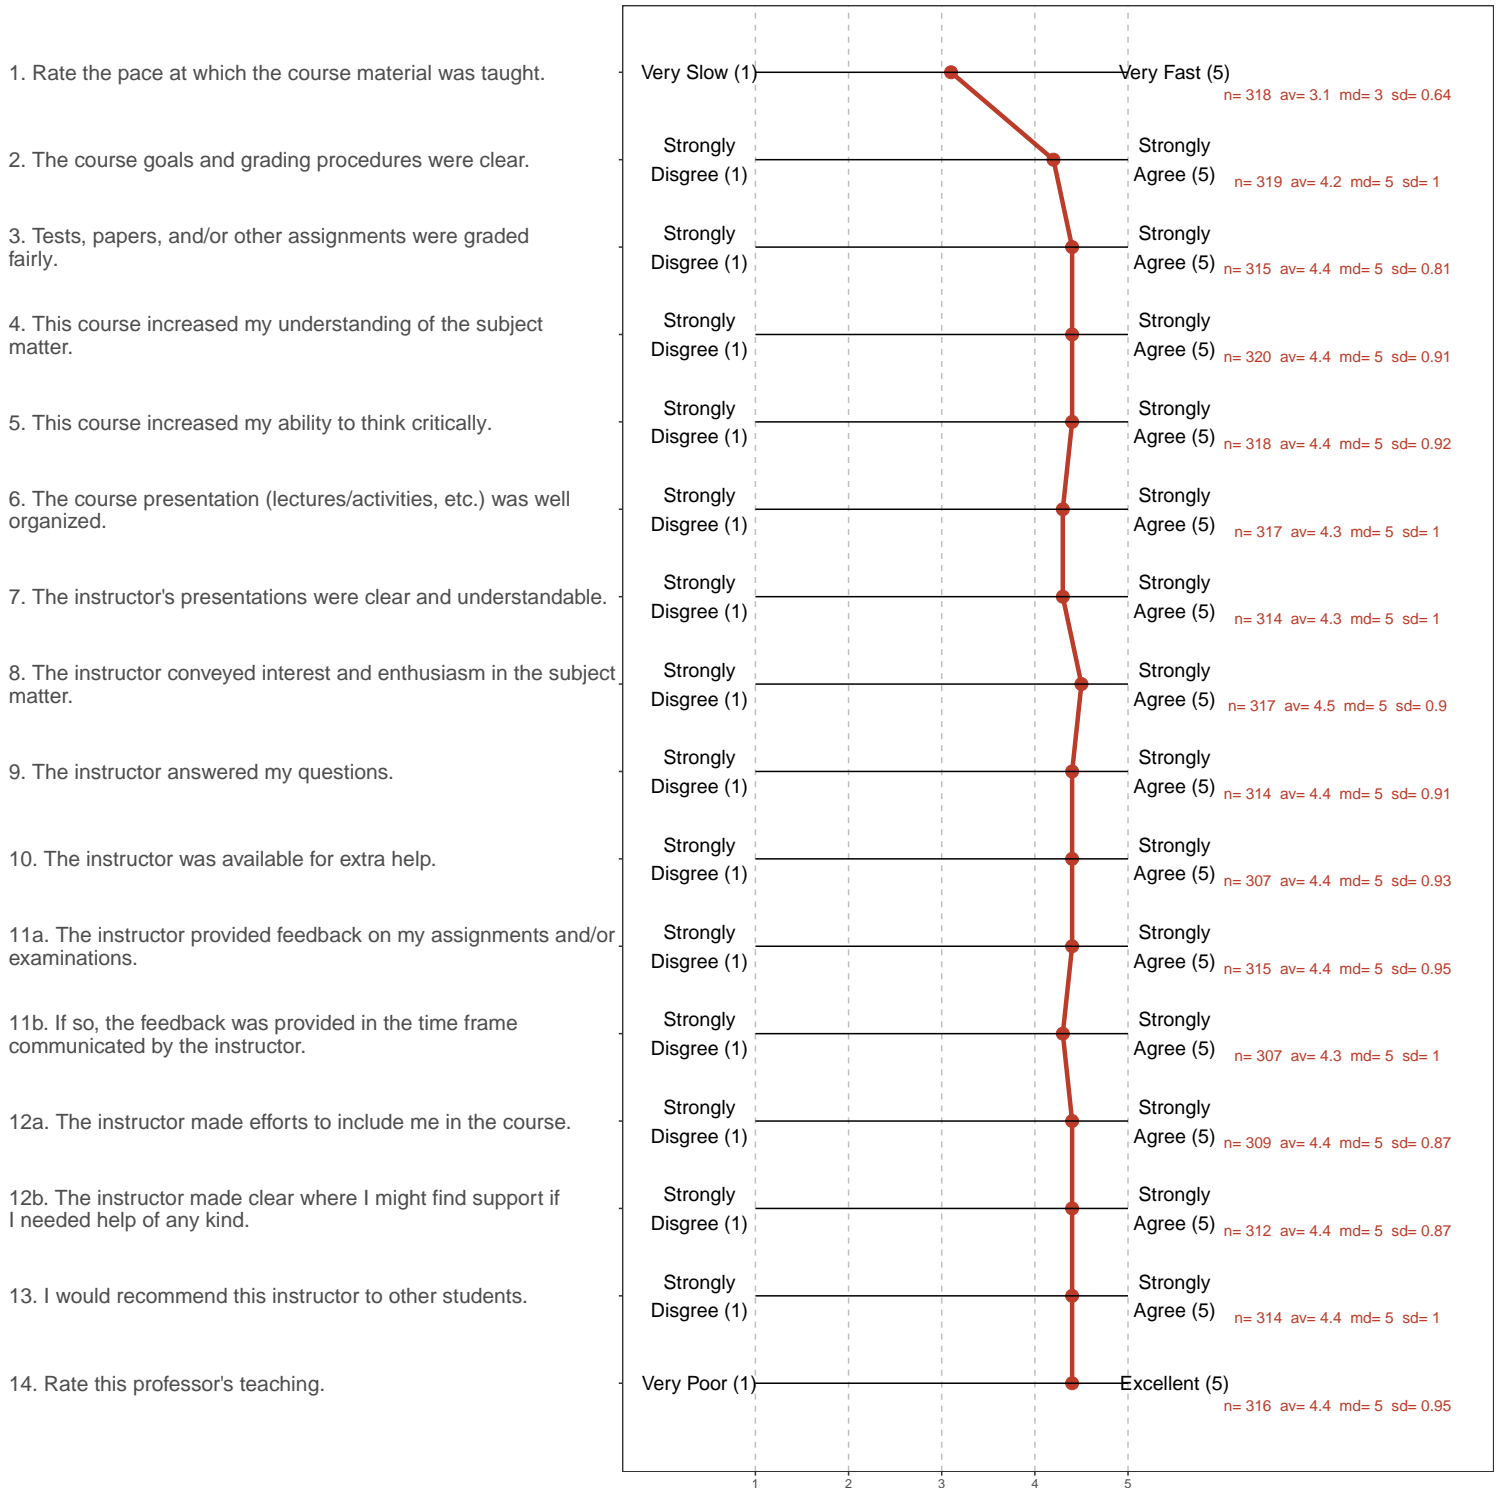 1. Rate the pace at which the course material was taught.
Very Slow (1)
Very Fast (5)
n= 318 av= 3.1 md= 3 sd= 0.64
2. The course goals and grading procedures were clear.
Strongly
Disgree (1)
Strongly
Agree (5)
n= 319 av= 4.2 md= 5 sd= 1
3. Tests, papers, and/or other assignments were graded
fairly.
Strongly
Disgree (1)
Strongly
Agree (5)
n= 315 av= 4.4 md= 5 sd= 0.81
4. This course increased my understanding of the subject
matter.
Strongly
Disgree (1)
Strongly
Agree (5)
n= 320 av= 4.4 md= 5 sd= 0.91
5. This course increased my ability to think critically.
Strongly
Disgree (1)
Strongly
Agree (5)
n= 318 av= 4.4 md= 5 sd= 0.92
6. The course presentation (lectures/activities, etc.) was well
organized.
Strongly
Disgree (1)
Strongly
Agree (5)
n= 317 av= 4.3 md= 5 sd= 1
7. The instructor's presentations were clear and understandable.
Strongly
Disgree (1)
Strongly
Agree (5)
n= 314 av= 4.3 md= 5 sd= 1
8. The instructor conveyed interest and enthusiasm in the subject
matter.
Strongly
Disgree (1)
Strongly
Agree (5)
n= 317 av= 4.5 md= 5 sd= 0.9
9. The instructor answered my questions.
Strongly
Disgree (1)
Strongly
Agree (5)
n= 314 av= 4.4 md= 5 sd= 0.91
10. The instructor was available for extra help.
Strongly
Disgree (1)
Strongly
Agree (5)
n= 307 av= 4.4 md= 5 sd= 0.93
11a. The instructor provided feedback on my assignments and/or
examinations.
Strongly
Disgree (1)
Strongly
Agree (5)
n= 315 av= 4.4 md= 5 sd= 0.95
11b. If so, the feedback was provided in the time frame
communicated by the instructor.
Strongly
Disgree (1)
Strongly
Agree (5)
n= 307 av= 4.3 md= 5 sd= 1
12a. The instructor made efforts to include me in the course.
Strongly
Disgree (1)
Strongly
Agree (5)
n= 309 av= 4.4 md= 5 sd= 0.87
12b. The instructor made clear where I might find support if
I needed help of any kind.
Strongly
Disgree (1)
Strongly
Agree (5)
n= 312 av= 4.4 md= 5 sd= 0.87
13. I would recommend this instructor to other students.
Strongly
Disgree (1)
Strongly
Agree (5)
n= 314 av= 4.4 md= 5 sd= 1
14. Rate this professor's teaching.
Very Poor (1)
Excellent (5)
n= 316 av= 4.4 md= 5 sd= 0.95
1 2 3 4 5